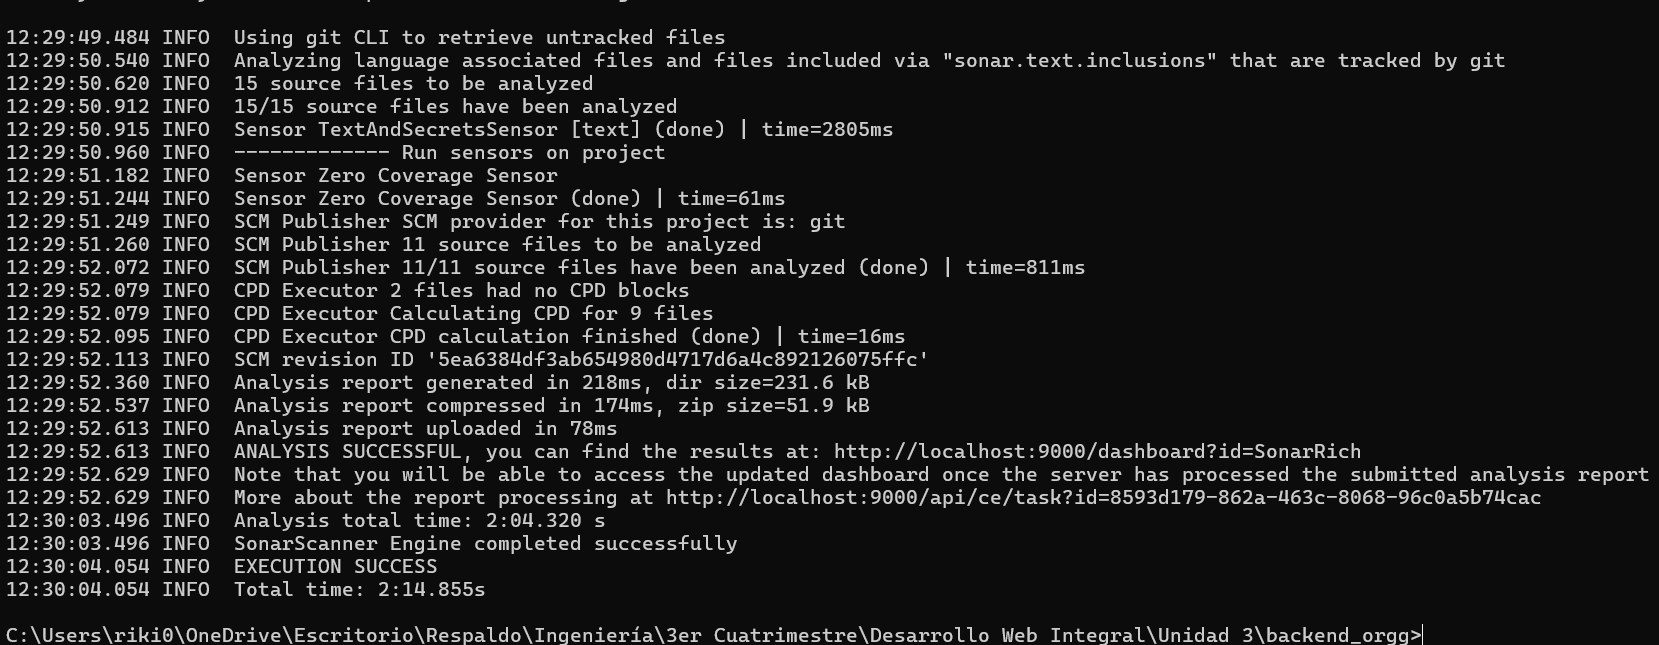 12:29:49.484 INFO  Using git CLI to retrieve untracked files
12:29:50.540 INFO  Analyzing language associated files and files included via "sonar.text.inclusions" that are tracked by git
12:29:50.620 INFO  15 source files to be analyzed
12:29:50.912 INFO  15/15 source files have been analyzed
12:29:50.915 INFO  Sensor TextAndSecretsSensor [text] (done) | time=2805ms
12:29:50.960 INFO  ------------- Run sensors on project
12:29:51.182 INFO  Sensor Zero Coverage Sensor
12:29:51.244 INFO  Sensor Zero Coverage Sensor (done) | time=61ms
12:29:51.249 INFO  SCM Publisher SCM provider for this project is: git
12:29:51.260 INFO  SCM Publisher 11 source files to be analyzed
12:29:52.072 INFO  SCM Publisher 11/11 source files have been analyzed (done) | time=811ms
12:29:52.079 INFO  CPD Executor 2 files had no CPD blocks
12:29:52.079 INFO  CPD Executor Calculating CPD for 9 files
12:29:52.095 INFO  CPD Executor CPD calculation finished (done) | time=16ms
12:29:52.113 INFO  SCM revision ID '5ea6384df3ab654980d4717d6a4c892126075ffc'
12:29:52.360 INFO  Analysis report generated in 218ms, dir size=231.6 kB
12:29:52.537 INFO  Analysis report compressed in 174ms, zip size=51.9 kB
12:29:52.613 INFO  Analysis report uploaded in 78ms
12:29:52.613 INFO  ANALYSIS SUCCESSFUL, you can find the results at: http://localhost:9000/dashboard?id=SonarRich
12:29:52.629 INFO  Note that you will be able to access the updated dashboard once the server has processed the submitted analysis report
12:29:52.629 INFO  More about the report processing at http://localhost:9000/api/ce/task?id=8593d179-862a-463c-8068-96c0a5b74cac
12:30:03.496 INFO  Analysis total time: 2:04.320 s
12:30:03.496 INFO  SonarScanner Engine completed successfully
12:30:04.054 INFO  EXECUTION SUCCESS
12:30:04.054 INFO  Total time: 2:14.855s
C:\Users\riki0\OneDrive\Escritorio\Respaldo\Ingeniería\3er Cuatrimestre\Desarrollo Web Integral\Unidad 3\backend_orgg>